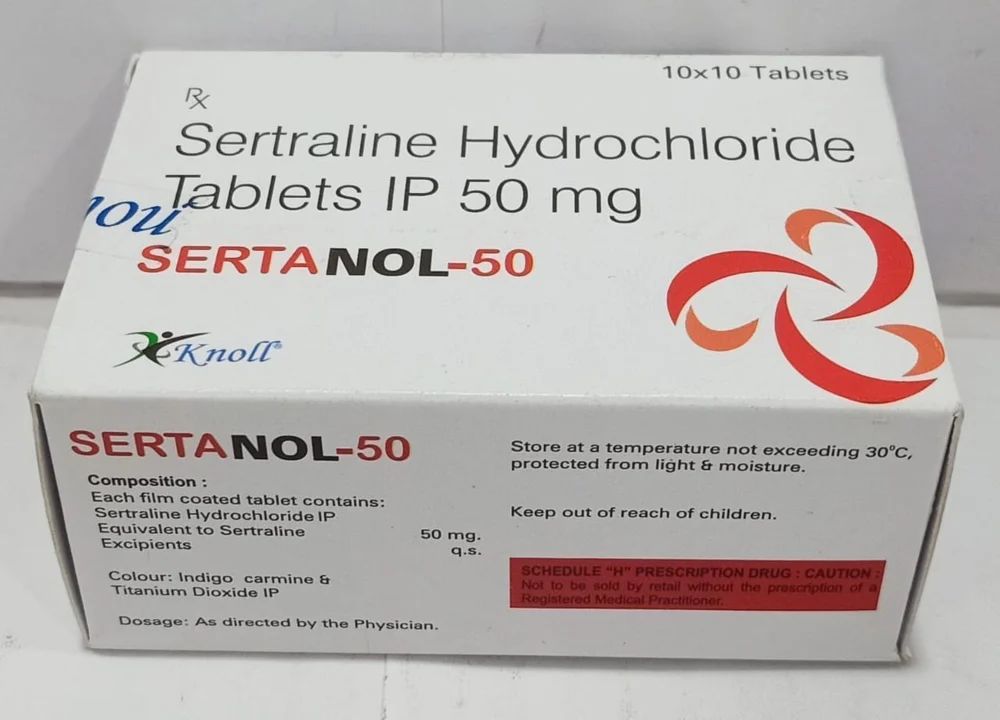 10x10 Tablets
Rx
Sertraline Hydrochloride
Tablets IP 50 mg
SERTANOL-50
Knoll®
SERTANOL-50
Composition :
Each film coated tablet contains:
Sertraline Hydrochloride IP
Equivalent to Sertraline 50 mg.
Excipients q.s.
Colour: Indigo carmine &
Titanium Dioxide IP
Dosage: As directed by the Physician.
Store at a temperature not exceeding 30°C,
protected from light & moisture.
Keep out of reach of children.
SCHEDULE "H" PRESCRIPTION DRUG : CAUTION :
Not to be sold by retail without the prescription of a
Registered Medical Practitioner.